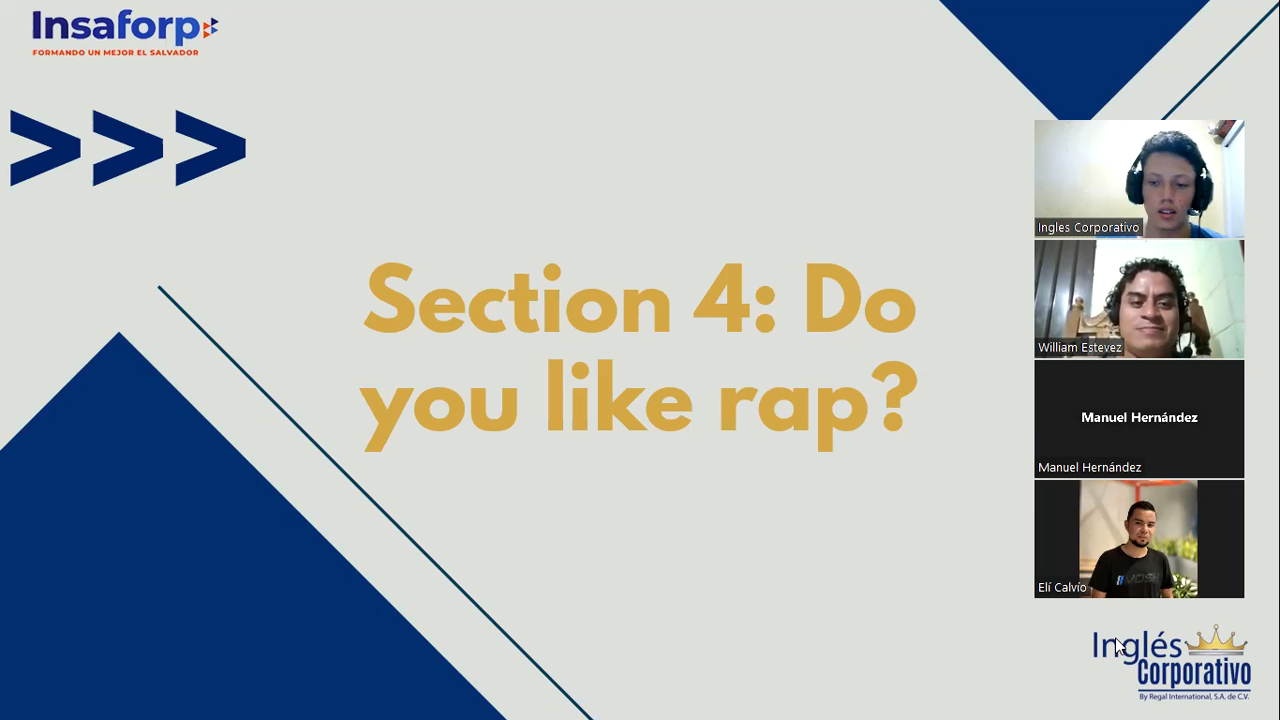 Insaforp
FORMANDO UN MEJOR EL SALVADOR
>>>
Section 4: Do
you like rap?
Ingles Corporativo
William Estevez
Manuel Hernández
Manuel Hernández
Elí Calvío
Inglés
Corporativo
By Regal International, S.A. de C.V.